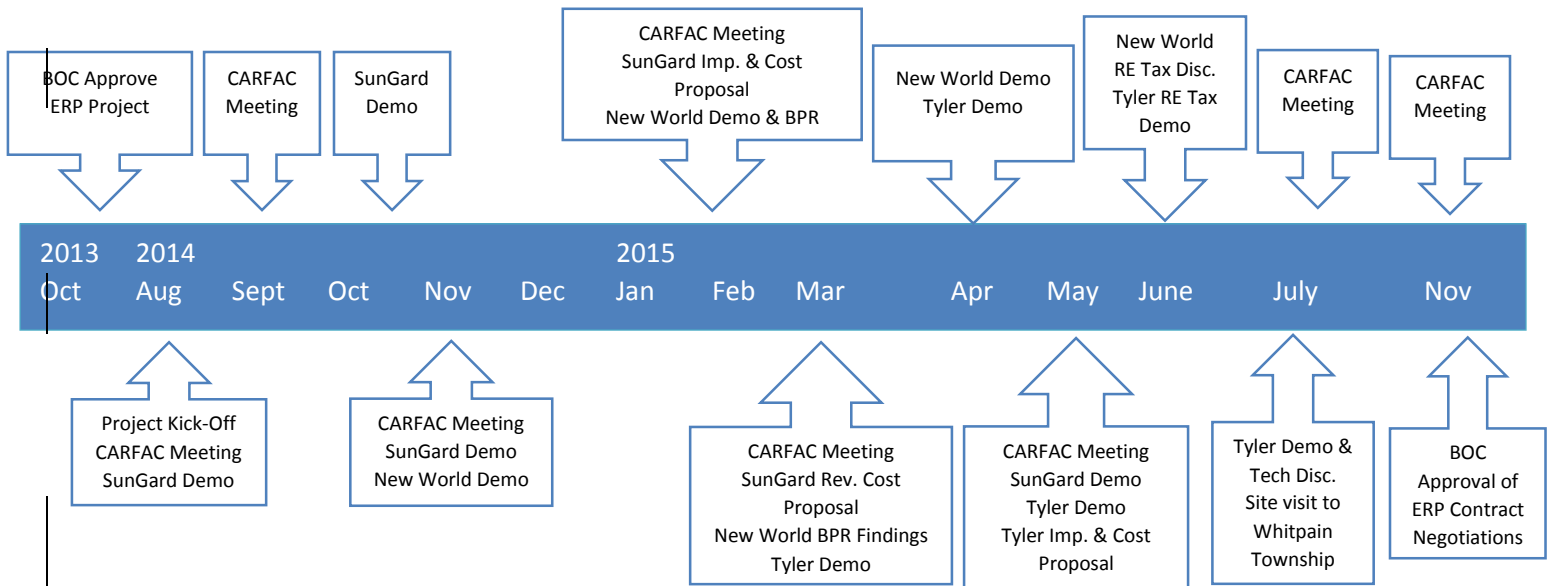 BOC Approve
ERP Project
CARFAC
Meeting
SunGard
Demo
CARFAC Meeting
SunGard Imp. & Cost
Proposal
New World Demo & BPR
New World Demo
Tyler Demo
New World
RE Tax Disc.
Tyler RE Tax
Demo
CARFAC
Meeting
CARFAC
Meeting
2013 2014 2015
Oct Aug Sept Oct Nov Dec Jan Feb Mar Apr May June July Nov
Project Kick-Off
CARFAC Meeting
SunGard Demo
CARFAC Meeting
SunGard Demo
New World Demo
CARFAC Meeting
SunGard Rev. Cost
Proposal
New World BPR Findings
Tyler Demo
CARFAC Meeting
SunGard Demo
Tyler Demo
Tyler Imp. & Cost
Proposal
Tyler Demo &
Tech Disc.
Site visit to
Whitpain
Township
BOC
Approval of
ERP Contract
Negotiations